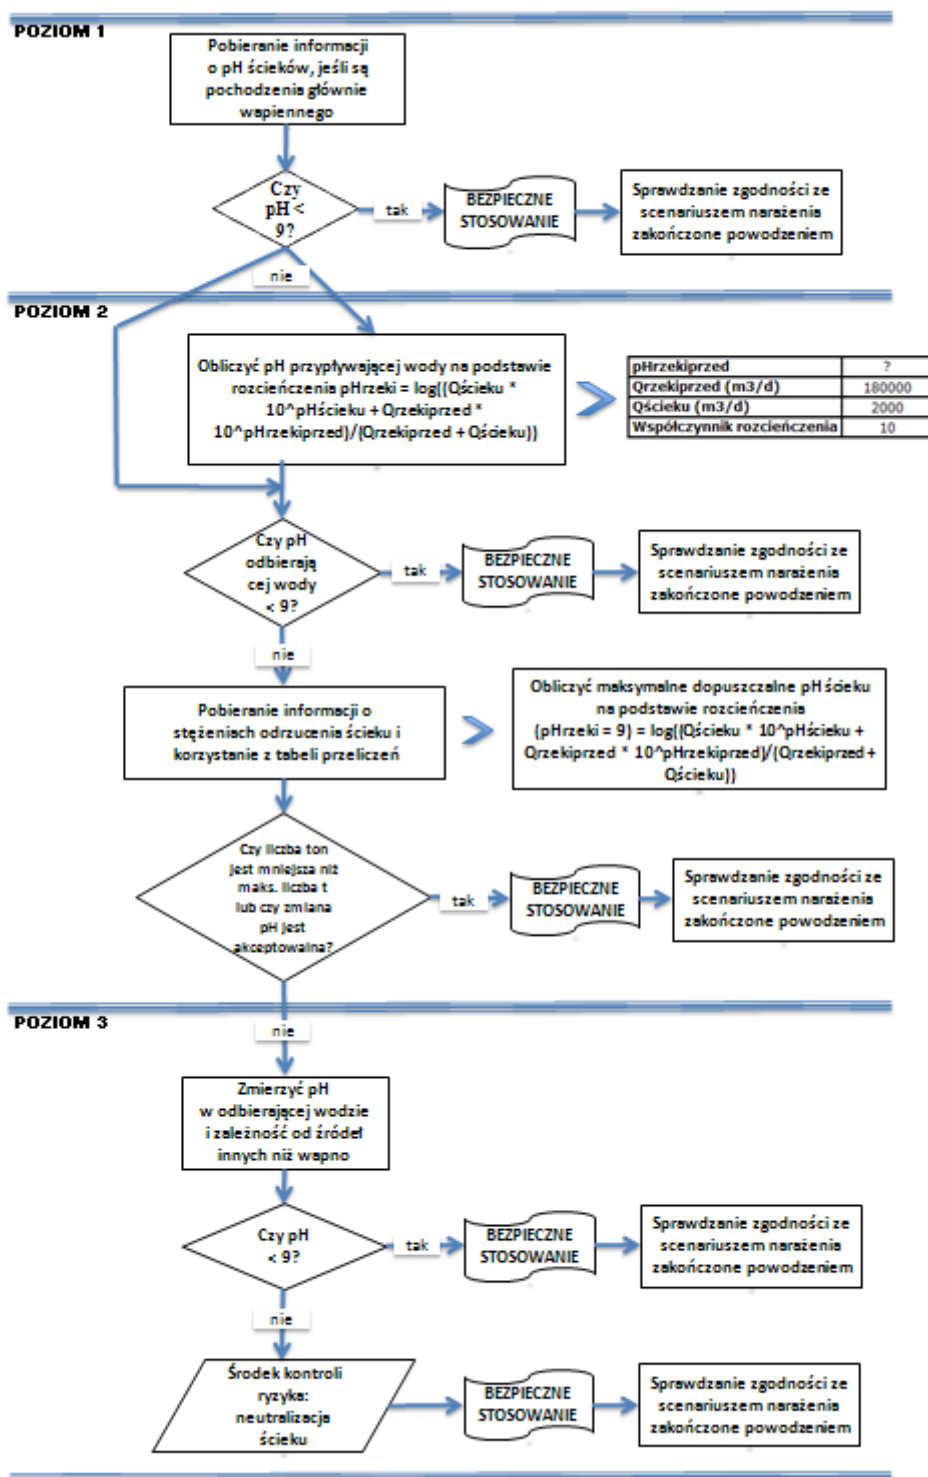 POZIOM 1
Pobieranie informacji
o pH ścieków, jeśli są
pochodzenia głównie
wapiennego
Czy
pH <
9?
tak
BEZPIECZNE
STOSOWANIE
Sprawdzanie zgodności ze
scenariuszem narażenia
zakończone powodzeniem
nie
POZIOM 2
Obliczyć pH przypływającej wody na podstawie
rozcieńczenia pHrzeki = log((Qścieku *
10^pHścieku + Qrzekiprzed *
10^pHrzekiprzed)/(Qrzekiprzed + Qścieku))
pHrzekiprzed ?
Qrzekiprzed (m3/d) 180000
Qścieku (m3/d) 2000
Współczynnik rozcieńczenia 10
Czy pH
odbierają
cej wody
< 9?
tak
BEZPIECZNE
STOSOWANIE
Sprawdzanie zgodności ze
scenariuszem narażenia
zakończone powodzeniem
nie
Pobieranie informacji o
stężeniach odrzucenia ścieku i
korzystanie z tabeli przeliczeń
Obliczyć maksymalne dopuszczalne pH ścieku
na podstawie rozcieńczenia
(pHrzeki = 9) = log((Qścieku * 10^pHścieku +
Qrzekiprzed * 10^pHrzekiprzed)/(Qrzekiprzed +
Qścieku))
Czy liczba ton
jest mniejsza niż
maks. liczba t
lub czy zmiana
pH jest
akceptowalna?
tak
BEZPIECZNE
STOSOWANIE
Sprawdzanie zgodności ze
scenariuszem narażenia
zakończone powodzeniem
POZIOM 3
nie
Zmierzyć pH
w odbierającej wodzie
i zależność od źródeł
innych niż wapno
Czy pH
< 9?
tak
BEZPIECZNE
STOSOWANIE
Sprawdzanie zgodności ze
scenariuszem narażenia
zakończone powodzeniem
nie
Środek kontroli
ryzyka:
neutralizacja
ścieku
BEZPIECZNE
STOSOWANIE
Sprawdzanie zgodności ze
scenariuszem narażenia
zakończone powodzeniem